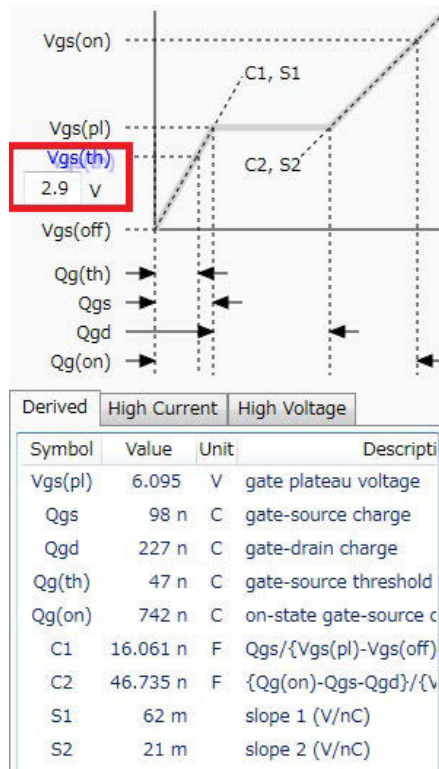 Vgs(on)
C1, S1
Vgs(pl)
Vgs(th)
C2, S2
2.9 V
Vgs(off)
Qg(th)
Qgs
Qgd
Qg(on)
Derived High Current High Voltage
Symbol Value Unit Descripti
Vgs(pl) 6.095 V gate plateau voltage
Qgs 98 n C gate-source charge
Qgd 227 n C gate-drain charge
Qg(th) 47 n C gate-source threshold
Qg(on) 742 n C on-state gate-source c
C1 16.061 n F Qgs/{Vgs(pl)-Vgs(off)
C2 46.735 n F {Qg(on)-Qgs-Qgd}/{V
S1 62 m slope 1 (V/nC)
S2 21 m slope 2 (V/nC)